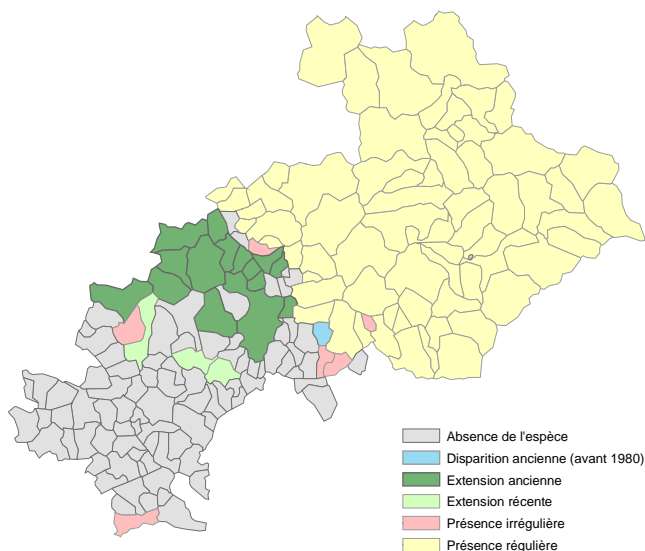 Absence de l'espèce
Disparition ancienne (avant 1980)
Extension ancienne
Extension récente
Présence irrégulière
Présence régulière